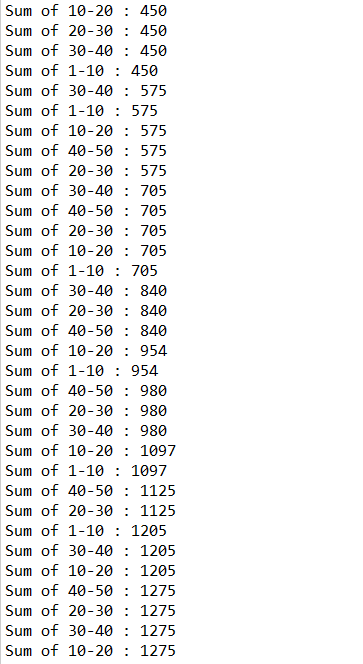 Sum of 10-20 : 450
Sum of 20-30 : 450
Sum of 30-40 : 450
Sum of 1-10 : 450
Sum of 30-40 : 575
Sum of 1-10 : 575
Sum of 10-20 : 575
Sum of 40-50 : 575
Sum of 20-30 : 575
Sum of 30-40 : 705
Sum of 40-50 : 705
Sum of 20-30 : 705
Sum of 10-20 : 705
Sum of 1-10 : 705
Sum of 30-40 : 840
Sum of 20-30 : 840
Sum of 40-50 : 840
Sum of 10-20 : 954
Sum of 1-10 : 954
Sum of 40-50 : 980
Sum of 20-30 : 980
Sum of 30-40 : 980
Sum of 10-20 : 1097
Sum of 1-10 : 1097
Sum of 40-50 : 1125
Sum of 20-30 : 1125
Sum of 1-10 : 1205
Sum of 30-40 : 1205
Sum of 10-20 : 1205
Sum of 40-50 : 1275
Sum of 20-30 : 1275
Sum of 30-40 : 1275
Sum of 10-20 : 1275